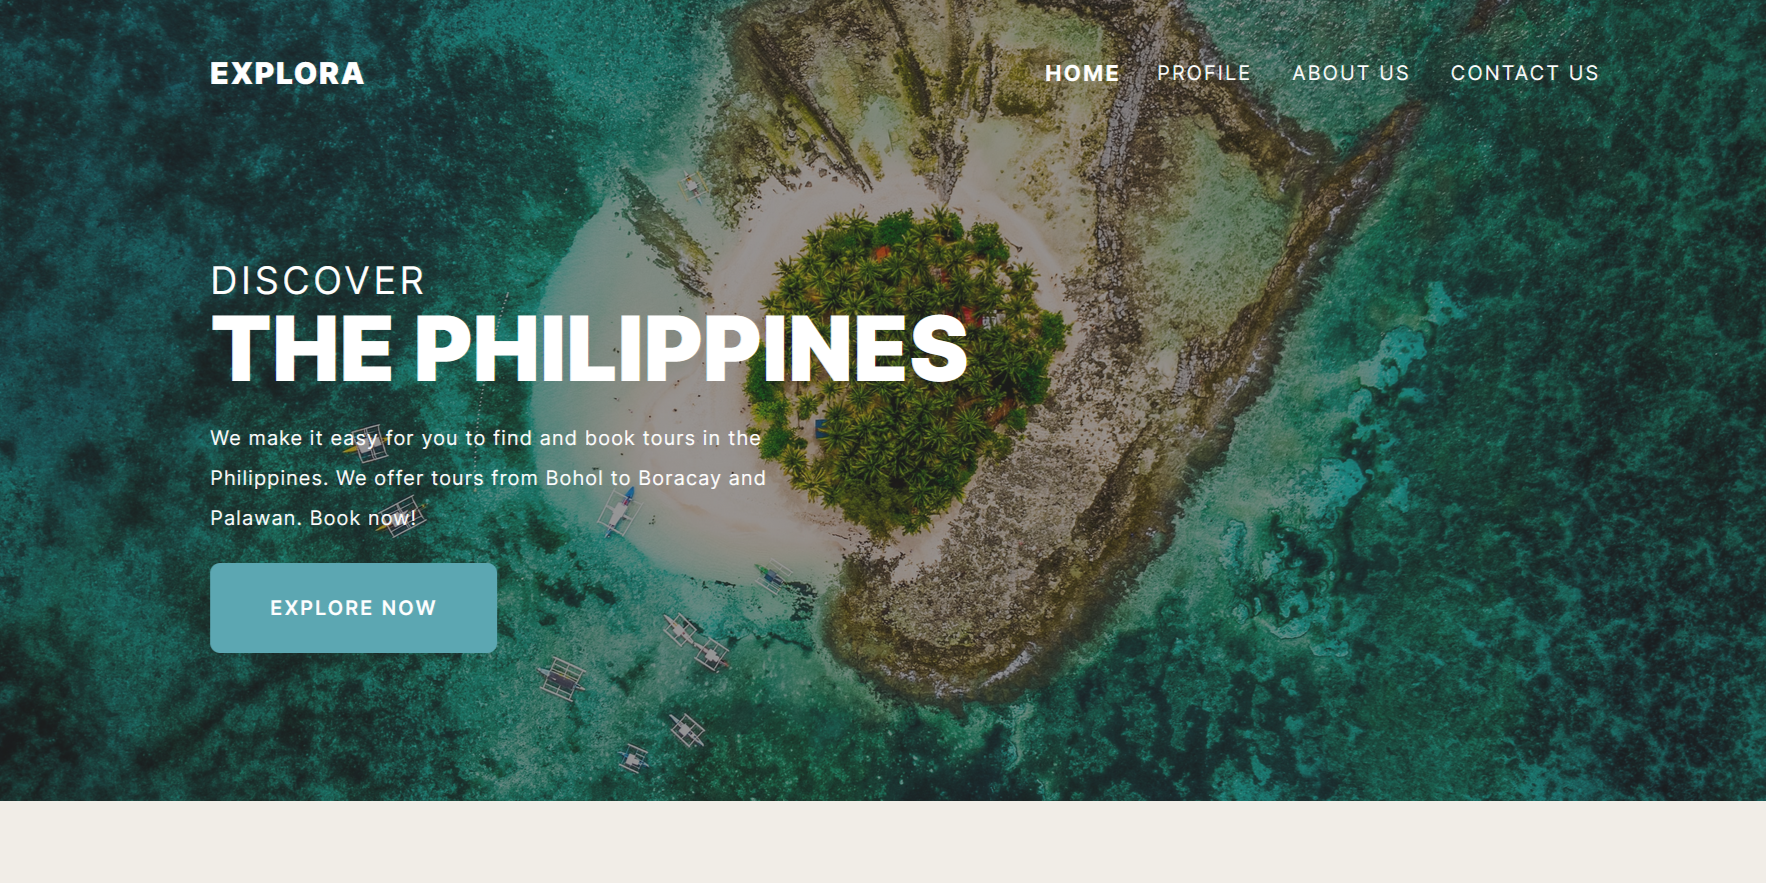 EXPLORA
HOME PROFILE ABOUT US CONTACT US
DISCOVER
THE PHILIPPINES
We make it easy for you to find and book tours in the
Philippines. We offer tours from Bohol to Boracay and
Palawan. Book now!
EXPLORE NOW